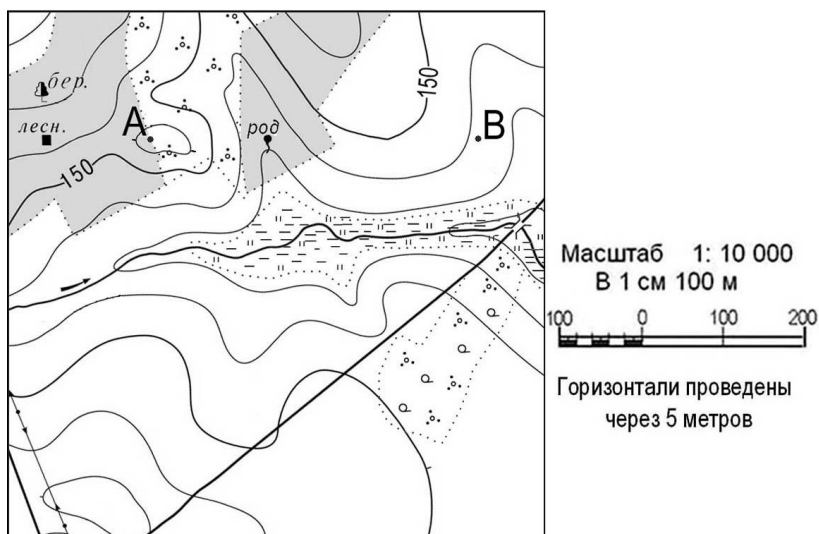 бер.
лесн.
А
род
В
150
150
Масштаб 1: 10 000
В 1 см 100 м
100 0 100 200
Горизонтали проведены
через 5 метров